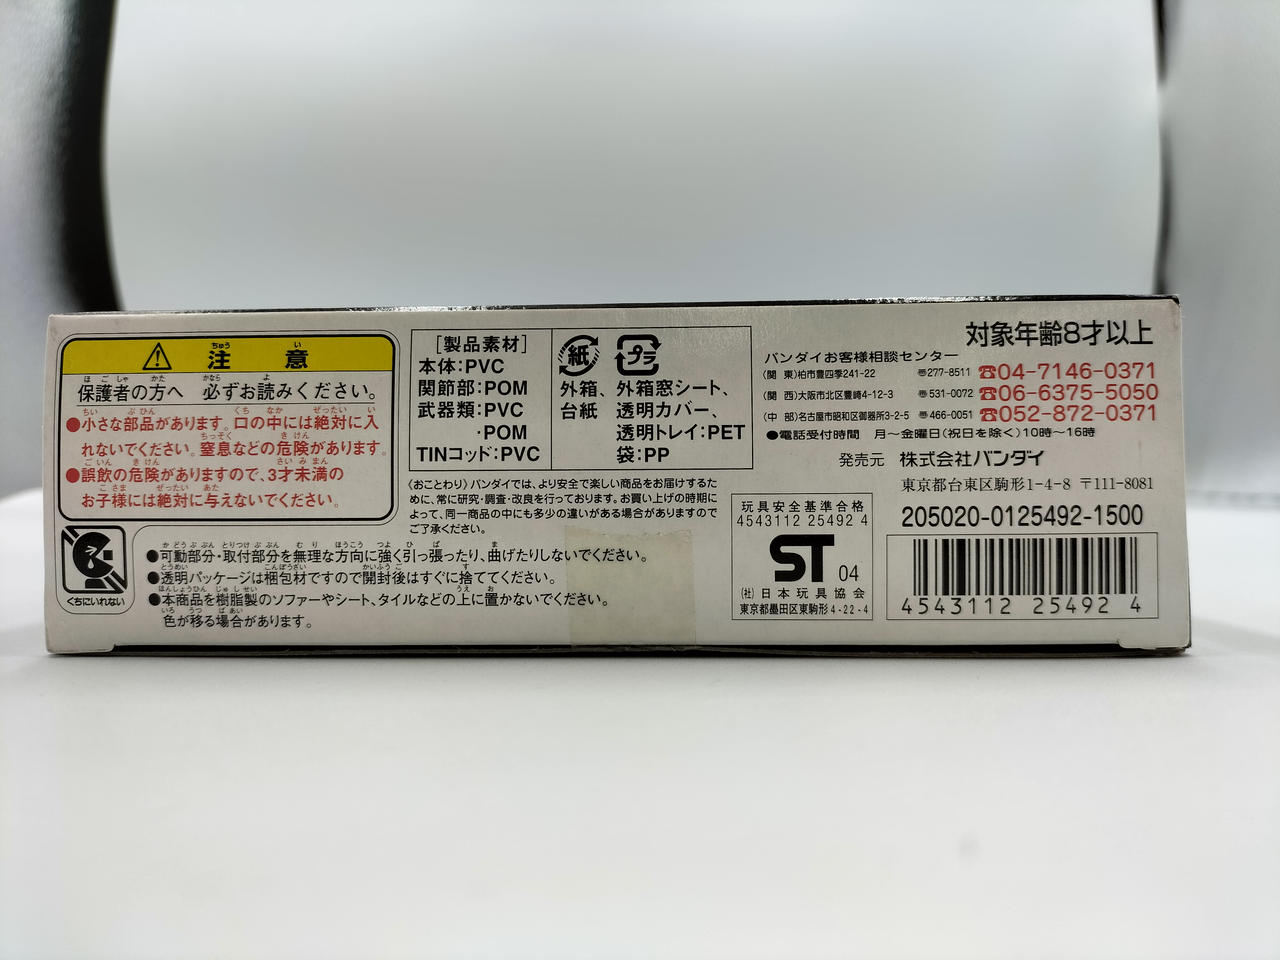 注意
保護者の方へ 必ずお読みください。
●小さな部品があります。口の中には絶対に入
れないでください。窒息などの危険があります。
●誤飲の危険がありますので、3才未満の
お子様には絶対に与えないでください。
くちにいれない
●可動部分・取付部分を無理な方向に強く引っ張ったり、曲げたりしないでください。
●透明パッケージは梱包材ですので開封後はすぐに捨ててください。
●本商品を樹脂製のソファーやシート、タイルなどの上に置かないでください。
色が移る場合があります。
[製品素材]
本体:PVC
関節部:POM
武器類:PVC
・POM
TINコッド:PVC
紙
外箱、
台紙
プラ
外箱窓シート、
透明カバー、
透明トレイ:PET
袋:PP
《おことわり》バンダイでは、より安全で楽しい商品をお届けするた
めに、常に研究・調査・改良を行っております。お買い上げの時期に
よって、同一商品の中にも多少の違いがある場合がありますので
ご了承ください。
対象年齢8才以上
バンダイお客様相談センター
(関 東)柏市豊四季241-22 〒277-8511 ☎04-7146-0371
(関 西)大阪市北区豊崎4-12-3 〒531-0072 ☎06-6375-5050
(中 部)名古屋市昭和区御器所3-2-5 〒466-0051 ☎052-872-0371
●電話受付時間 月〜金曜日(祝日を除く)10時〜16時
発売元 株式会社バンダイ
東京都台東区駒形1-4-8 〒111-8081
205020-0125492-1500
玩具安全基準合格
4543112 25492 4
ST 04
(社)日本玩具協会
東京都墨田区東駒形4-22-4
4543112 25492 4